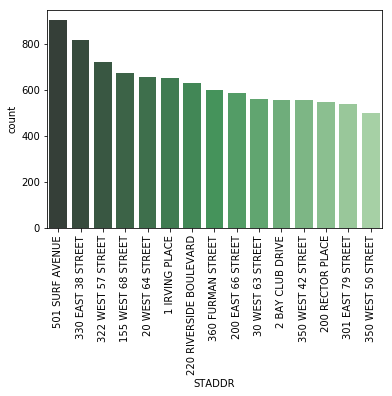 800
600
400
200
0
count
501 SURF AVENUE
330 EAST 38 STREET
322 WEST 57 STREET
155 WEST 68 STREET
20 WEST 64 STREET
1 IRVING PLACE
220 RIVERSIDE BOULEVARD
360 FURMAN STREET
200 EAST 66 STREET
30 WEST 63 STREET
2 BAY CLUB DRIVE
350 WEST 42 STREET
200 RECTOR PLACE
301 EAST 79 STREET
350 WEST 50 STREET
STADDR